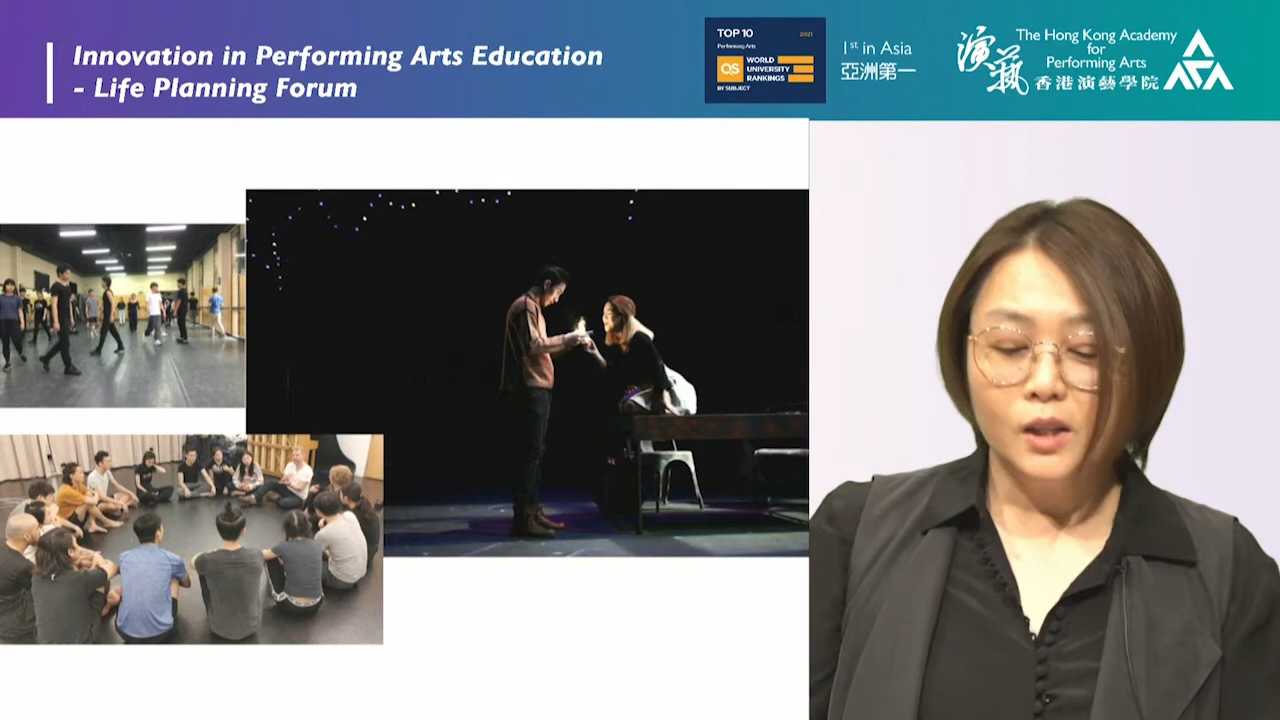 Innovation in Performing Arts Education
- Life Planning Forum
TOP 10
2021
Performing Arts
QS
WORLD
UNIVERSITY
RANKINGS
BY SUBJECT
1st in Asia
亞洲第一
演藝
The Hong Kong Academy
for
Performing Arts
香港演藝學院